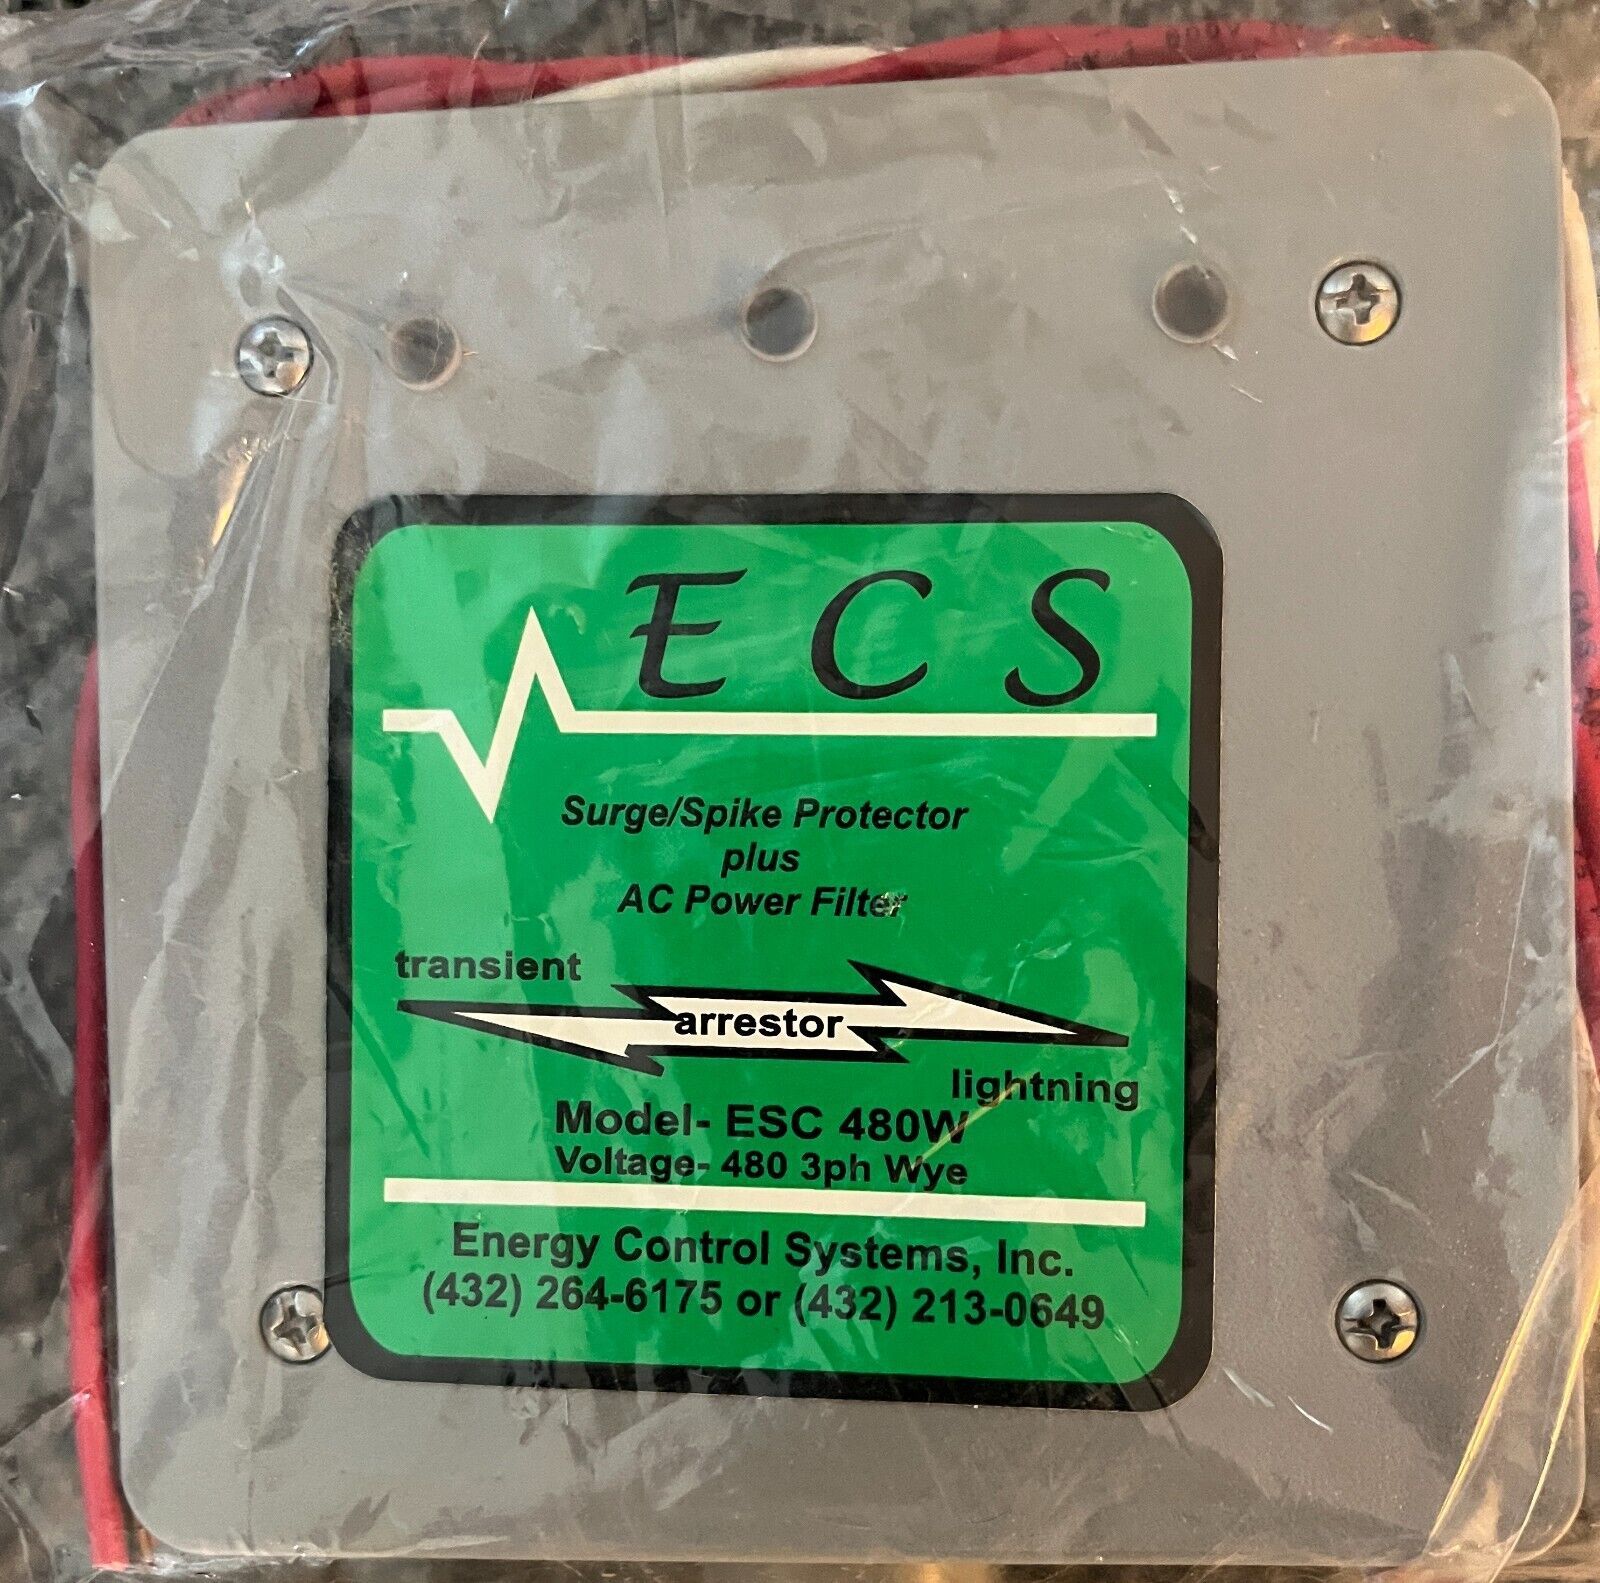 E C S
Surge/Spike Protector
plus
AC Power Filter
transient
arrestor
lightning
Model- ESC 480W
Voltage- 480 3ph Wye
Energy Control Systems, Inc.
(432) 264-6175 or (432) 213-0649